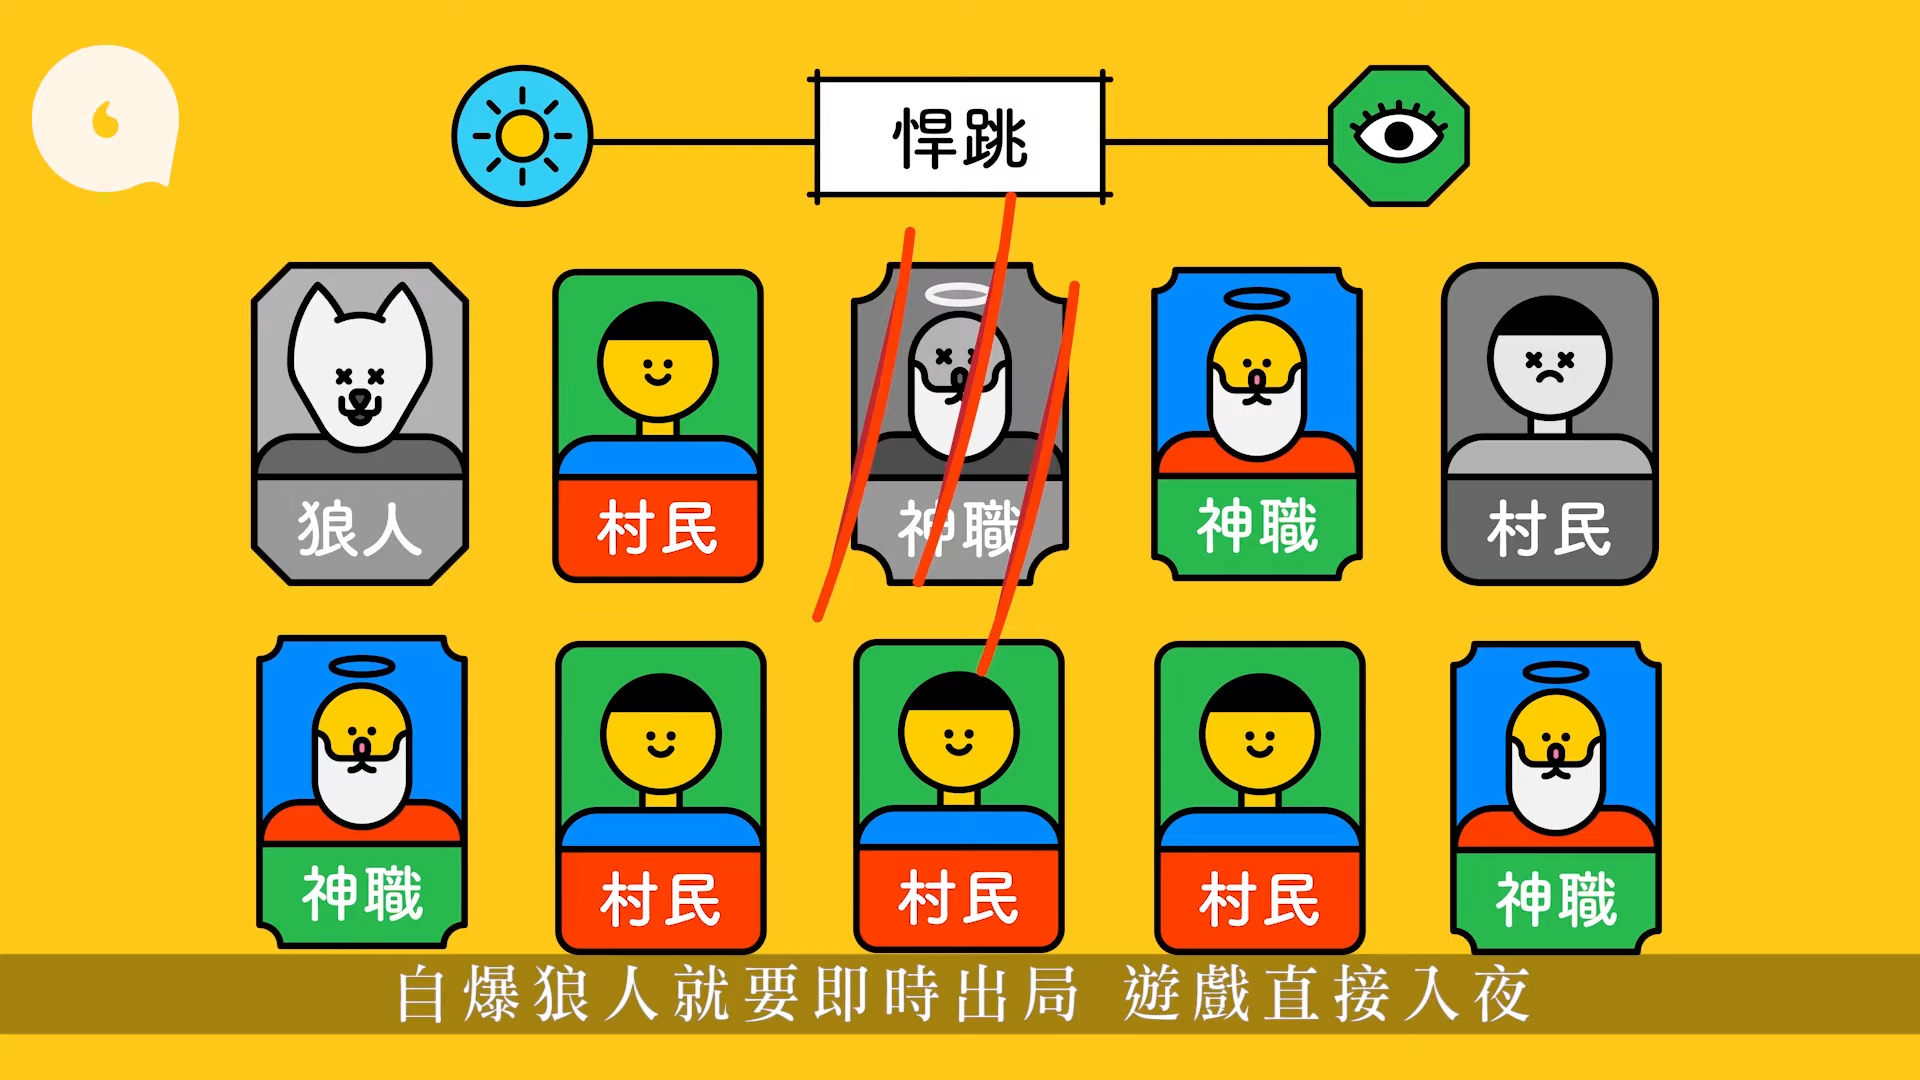 悍跳
狼人
村民
神職
神職
村民
神職
村民
村民
村民
神職
自爆狼人就要即時出局 遊戲直接入夜